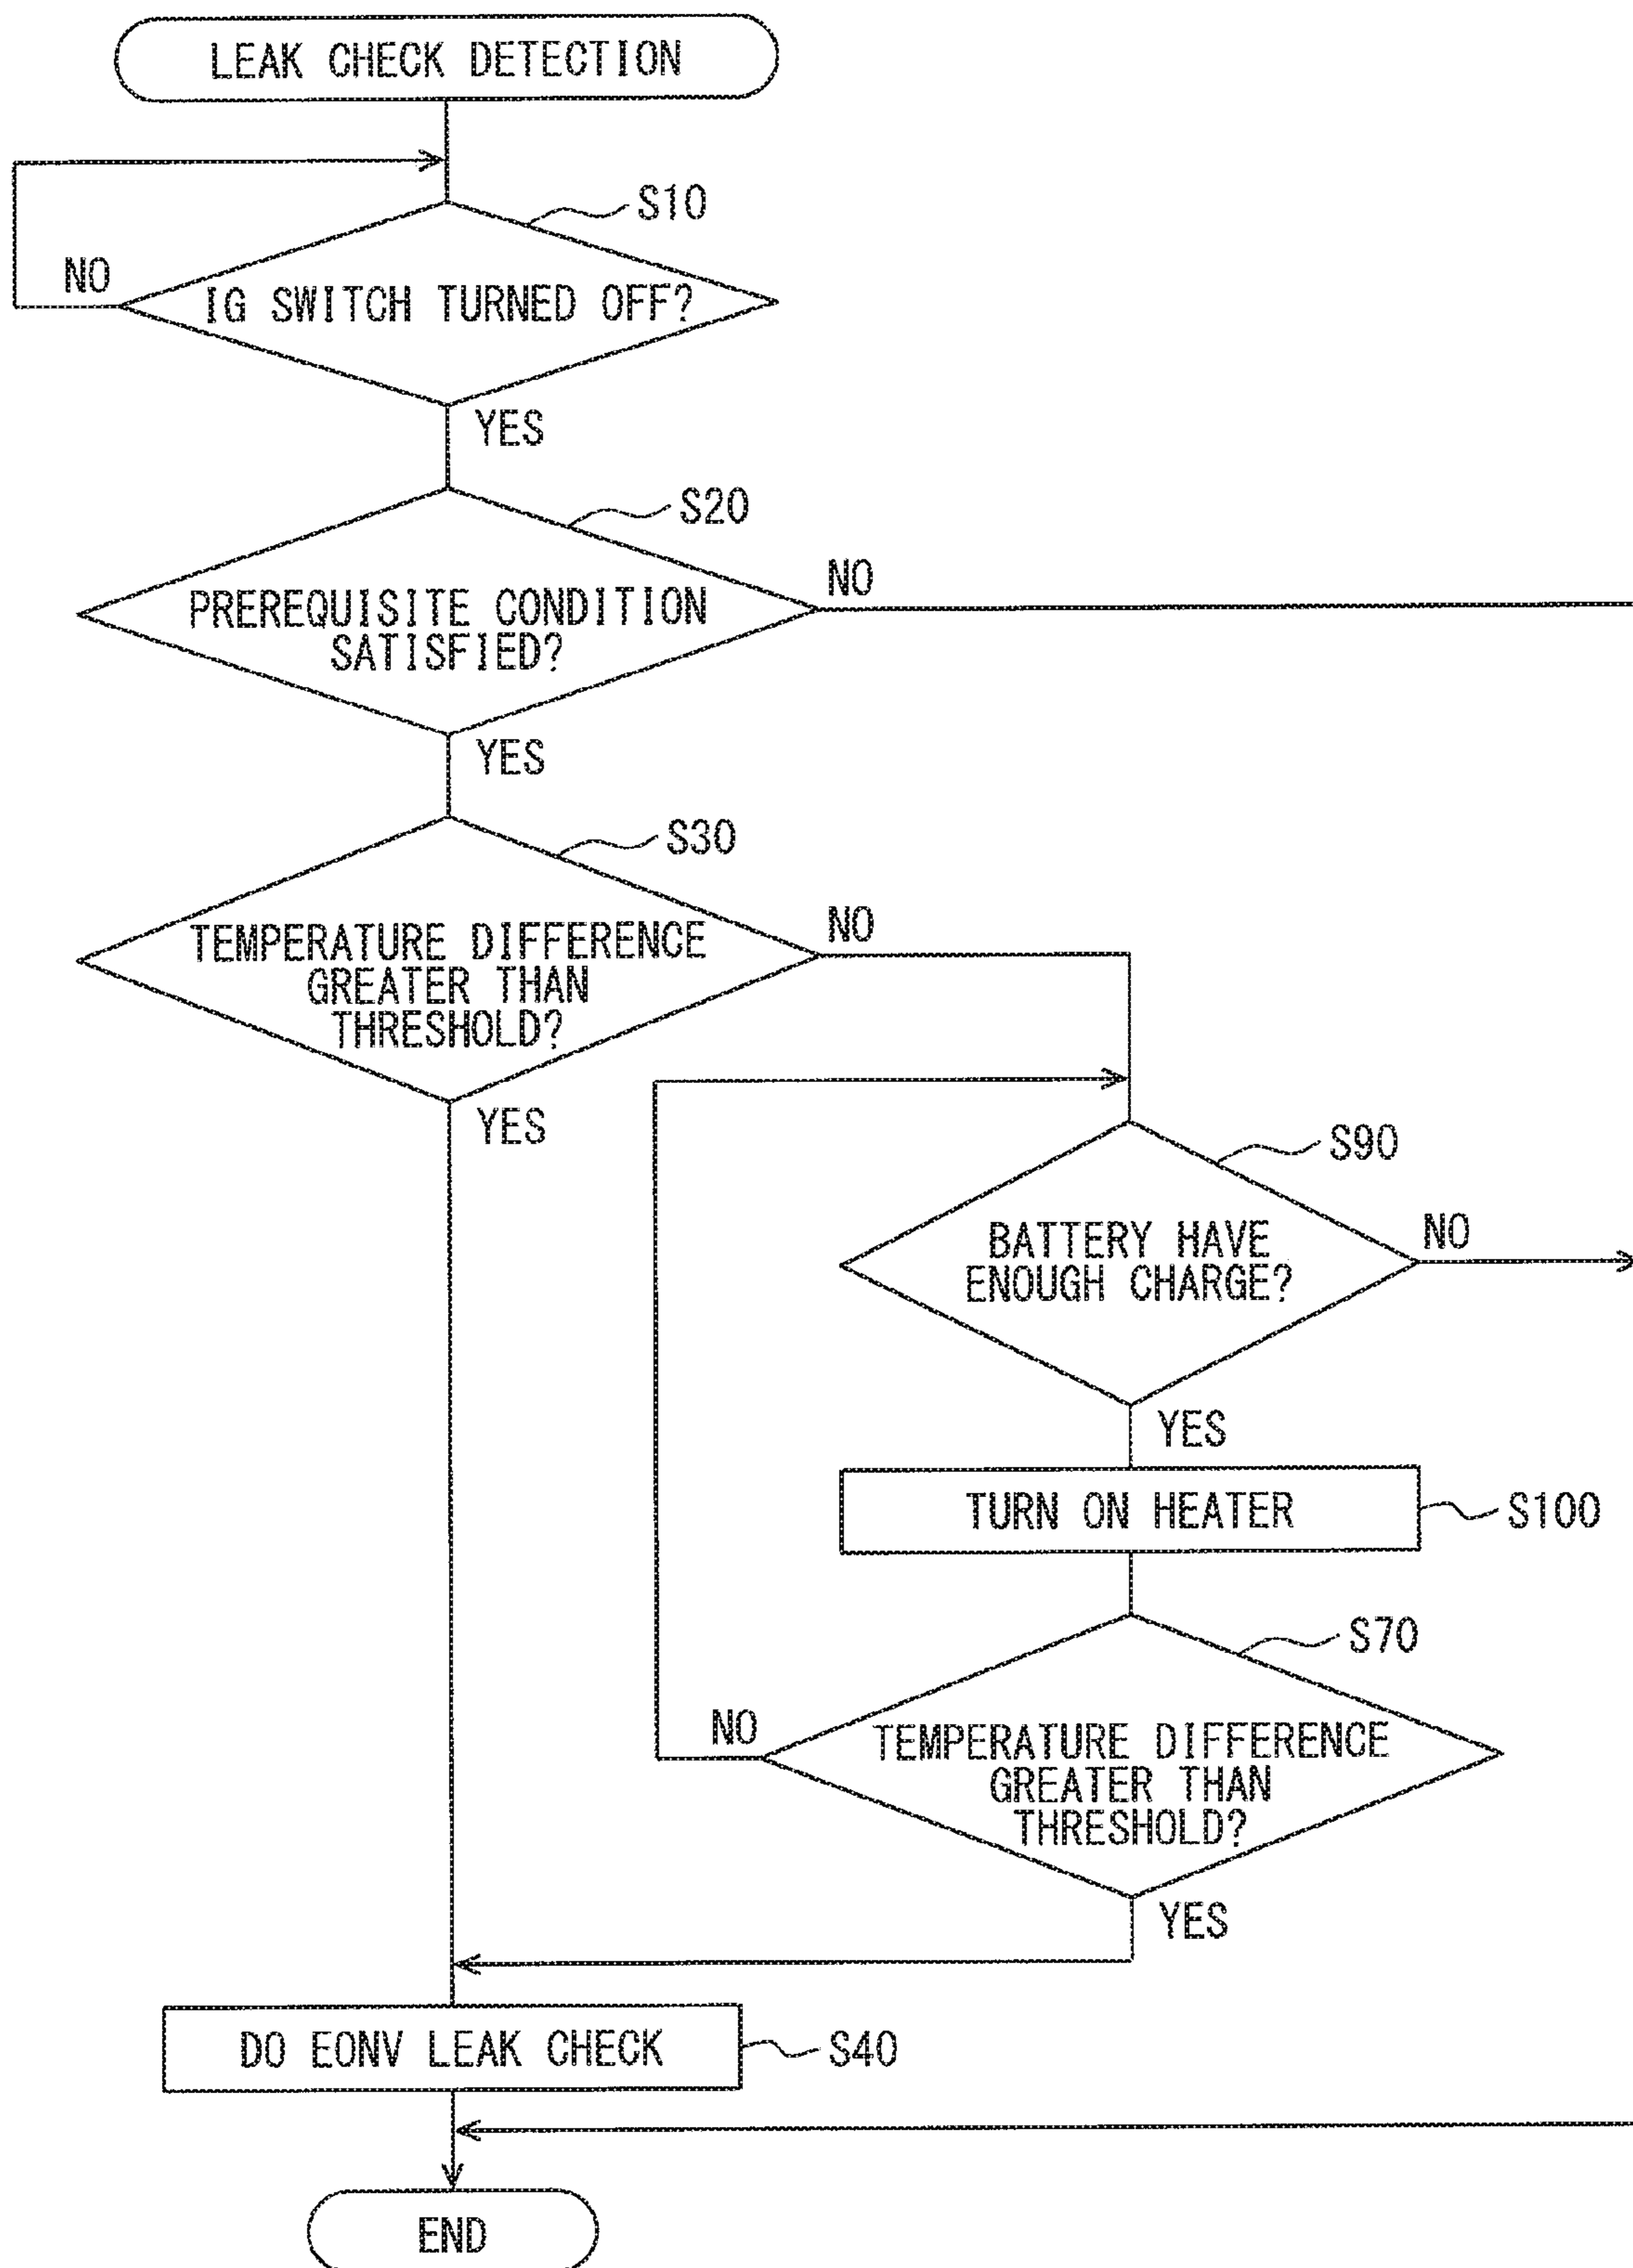 LEAK CHECK DETECTION
S10
NO
IG SWITCH TURNED OFF?
YES
S20
NO
PREREQUISITE CONDITION
SATISFIED?
YES
S30
NO
TEMPERATURE DIFFERENCE
GREATER THAN
THRESHOLD?
YES
S90
NO
BATTERY HAVE
ENOUGH CHARGE?
YES
TURN ON HEATER
S100
S70
NO
TEMPERATURE DIFFERENCE
GREATER THAN
THRESHOLD?
YES
DO EONV LEAK CHECK
S40
END